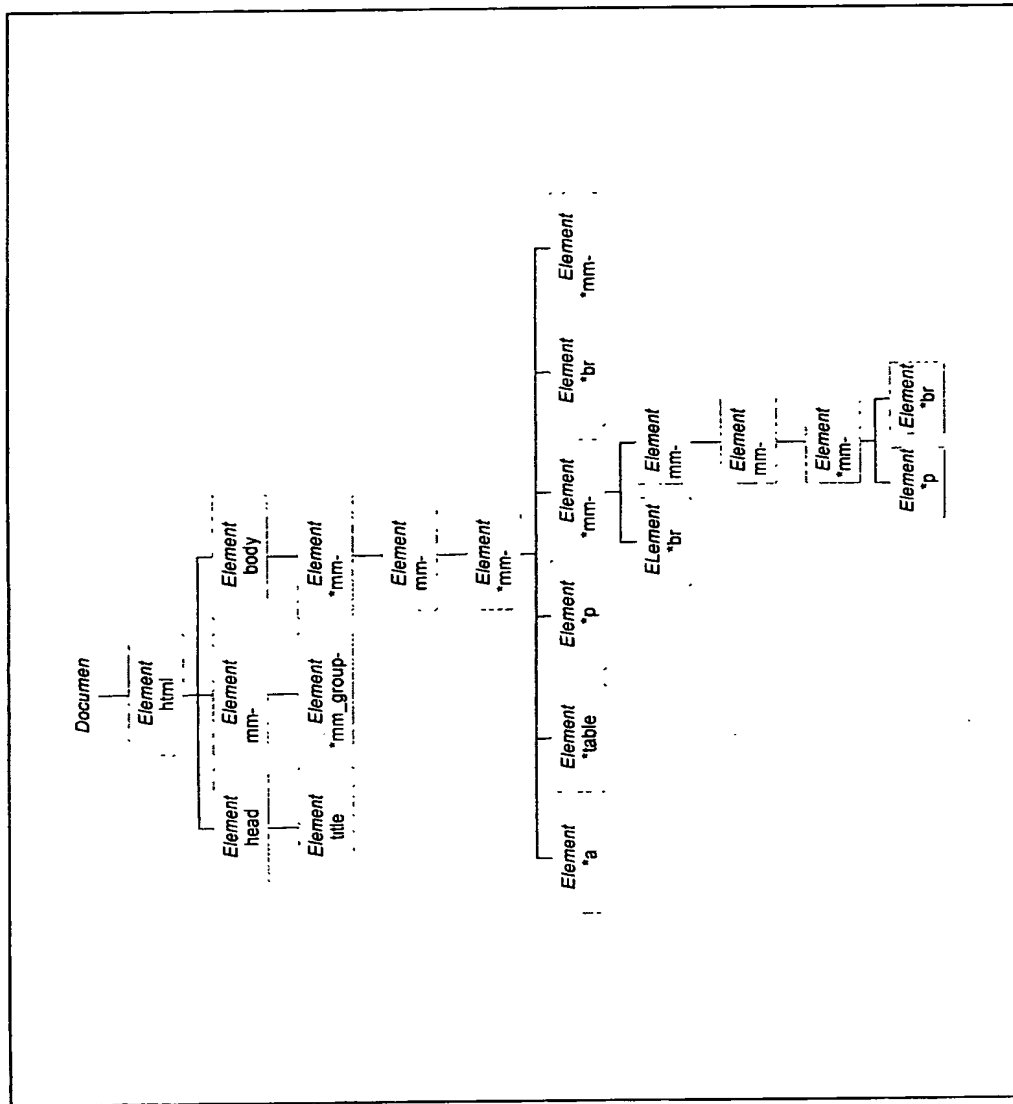 Documen
Element
html
Element
head
Element
mm-
Element
body
Element
title
Element
*mm_group-
Element
*mm-
Element
mm-
Element
*mm-
Element
*a
Element
*table
Element
*p
Element
*mm-
Element
*br
Element
*mm-
ELement
*br
Element
mm-
Element
mm-
Element
*mm-
Element
*p
Element
*br